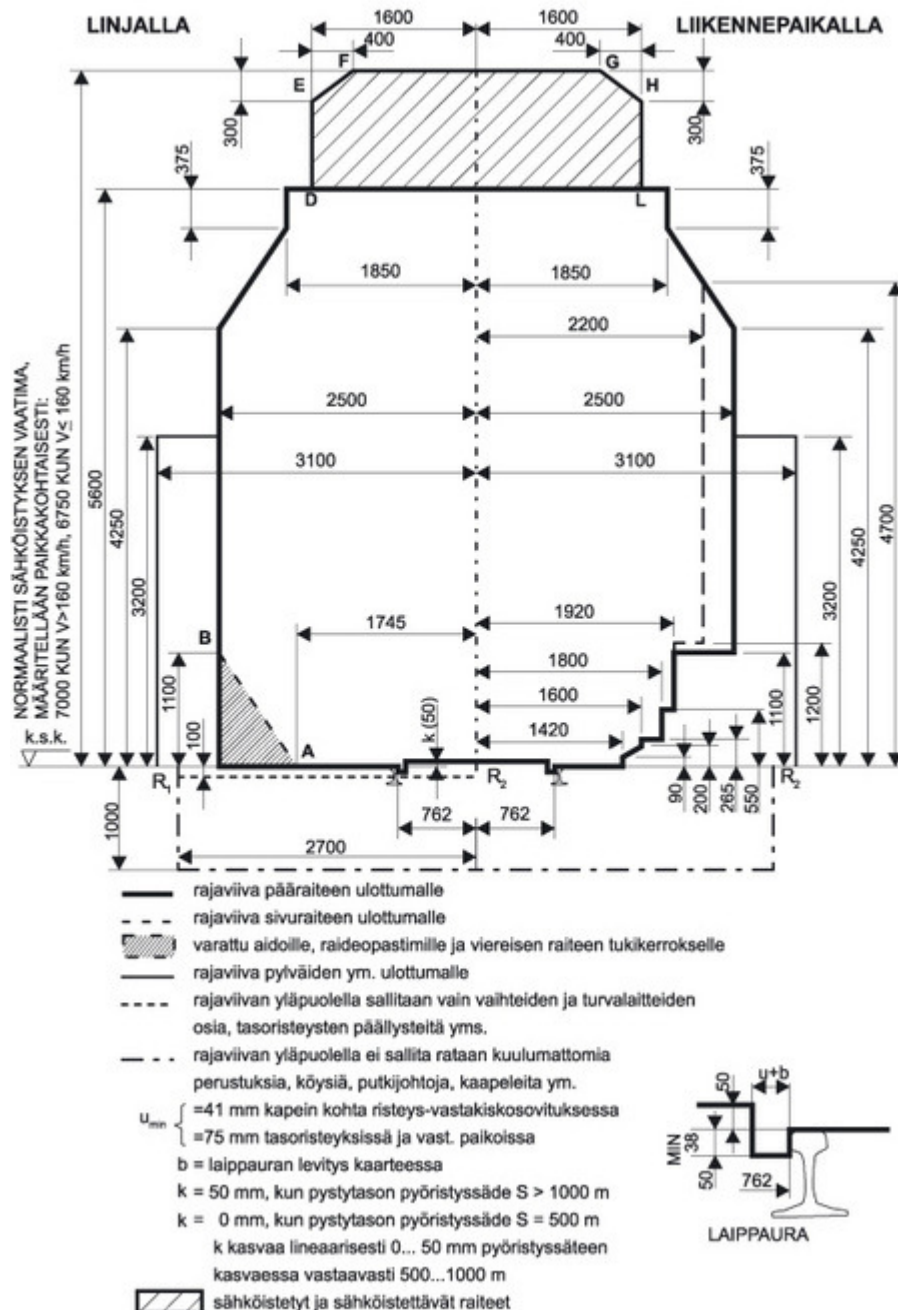 LINJALLA
LIIKENNEPAIKALLA
1600 1600
400 400
F G
E H
300 300
375 375
D L
1850 1850
2200
2500 2500
3100 3100
NORMAALISTI SÄHKÖISTYKSEN VAATIMA,
MÄÄRITELLÄÄN PAIKKAKOHTAISESTI:
7000 KUN V>160 km/h, 6750 KUN V≤ 160 km/h
5600
4250
3200
4700
4250
3200
1745 1920
B
1800
1600
1420
1100
100
k (50)
A
1100
1200
k.s.k.
R₁ R₂ R₂
90
200
265
550
1000
762 762
2700
rajaviiva pääraiteen ulottumalle
rajaviiva sivuraiteen ulottumalle
varattu aidoille, raideopastimille ja viereisen raiteen tukikerrokselle
rajaviiva pylväiden ym. ulottumalle
rajaviivan yläpuolella sallitaan vain vaihteiden ja turvalaitteiden
osia, tasoristeysten päällysteitä yms.
rajaviivan yläpuolella ei sallita rataan kuulumattomia
perustuksia, köysiä, putkijohtoja, kaapeleita ym.
u min { =41 mm kapein kohta risteys-vastakiskosovituksessa
=75 mm tasoristeyksissä ja vast. paikoissa
b = laippauran levitys kaarteessa
k = 50 mm, kun pystytason pyöristyssäde S > 1000 m
k = 0 mm, kun pystytason pyöristyssäde S = 500 m
k kasvaa lineaarisesti 0... 50 mm pyöristyssäteen
kasvaessa vastaavasti 500...1000 m
sähköistetyt ja sähköistettävät raiteet
u+b
50
MIN
38
50
762
LAIPPAURA